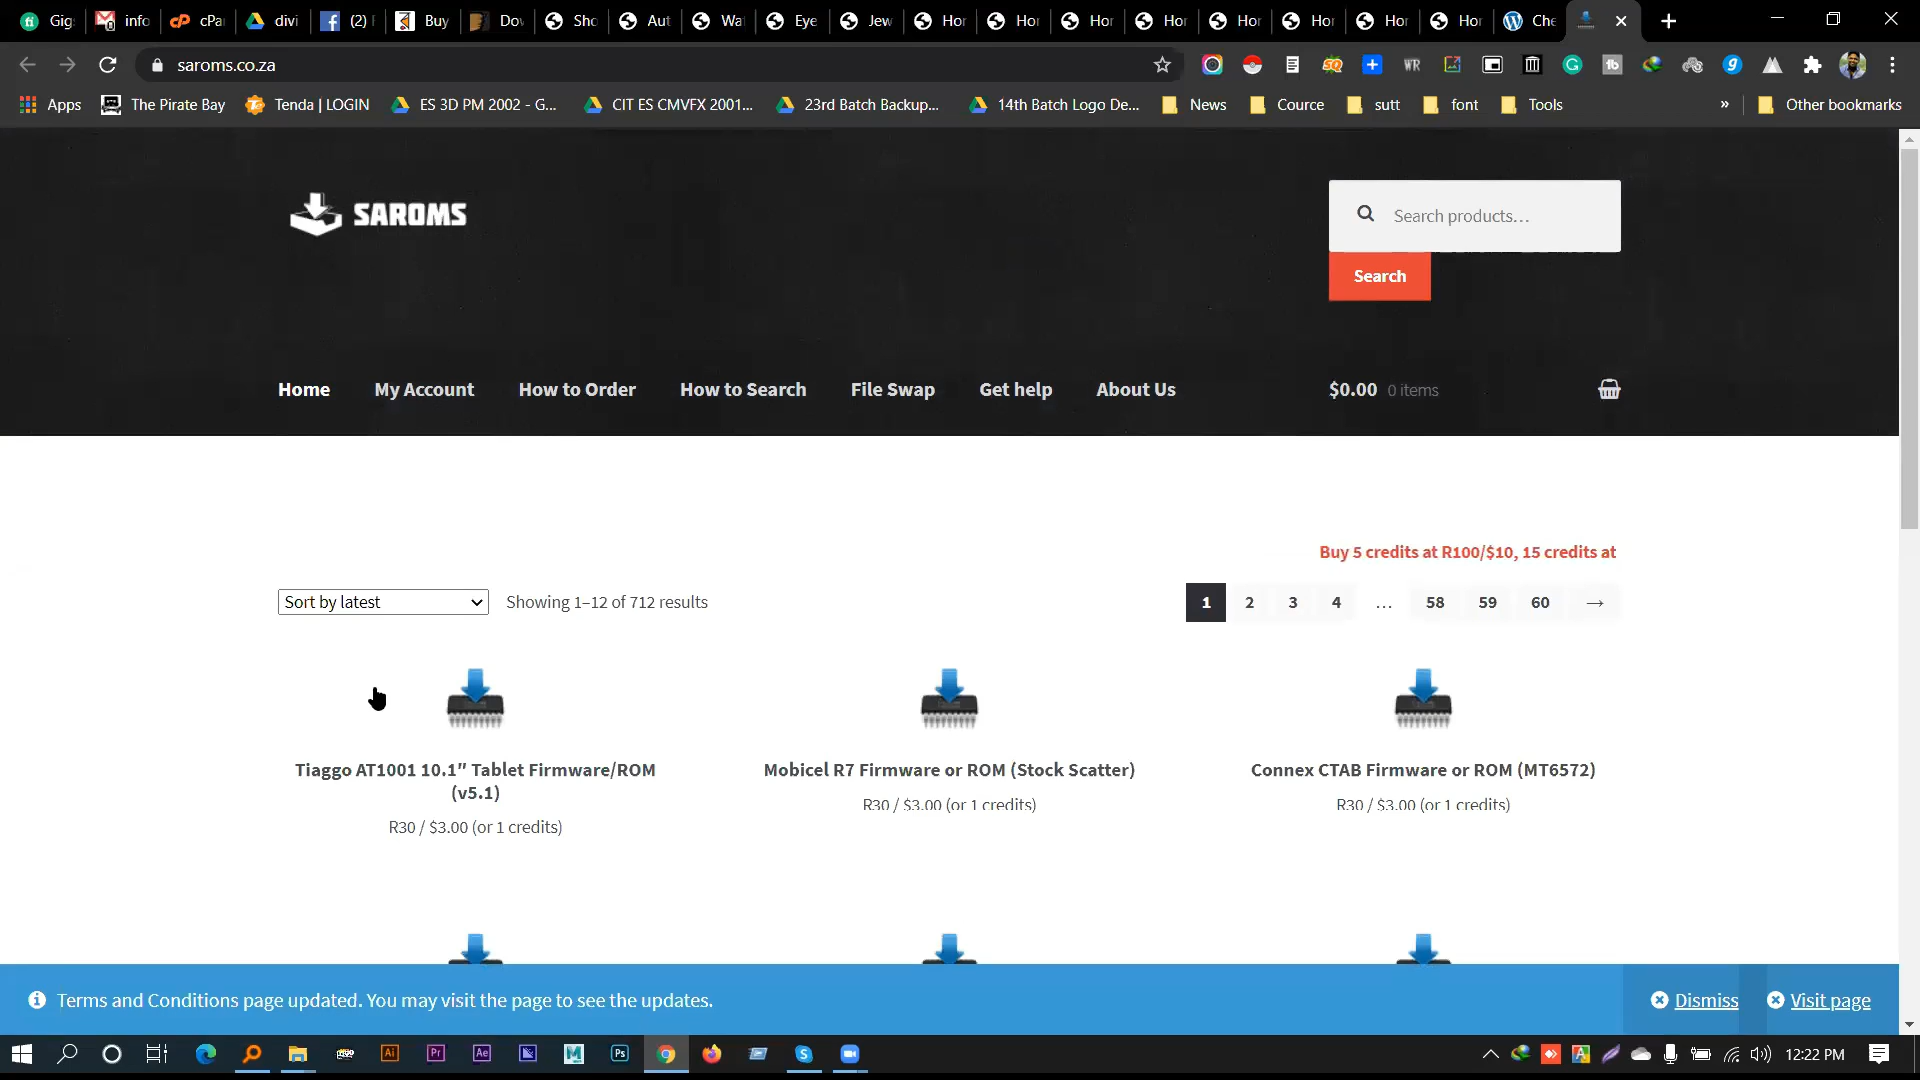 Gig
info
cPa
divi
(2) F
Buy
Dov
Sho
Aut
Wa
Eye
Jew
Hor
Hor
Hor
Hor
Hor
Hor
Hor
Hor
Che
saroms.co.za
Apps
The Pirate Bay
Tenda | LOGIN
ES 3D PM 2002 - G...
CIT ES CMVFX 2001...
23rd Batch Backup...
14th Batch Logo De...
News
Cource
sutt
font
Tools
»
Other bookmarks
SAROMS
Search products…
Search
Home
My Account
How to Order
How to Search
File Swap
Get help
About Us
$0.00 0 items
Buy 5 credits at R100/$10, 15 credits at
Sort by latest
Showing 1–12 of 712 results
1 2 3 4 … 58 59 60 →
Tiaggo AT1001 10.1″ Tablet Firmware/ROM
(v5.1)
R30 / $3.00 (or 1 credits)
Mobicel R7 Firmware or ROM (Stock Scatter)
R30 / $3.00 (or 1 credits)
Connex CTAB Firmware or ROM (MT6572)
R30 / $3.00 (or 1 credits)
Terms and Conditions page updated. You may visit the page to see the updates.
Dismiss
Visit page
12:22 PM